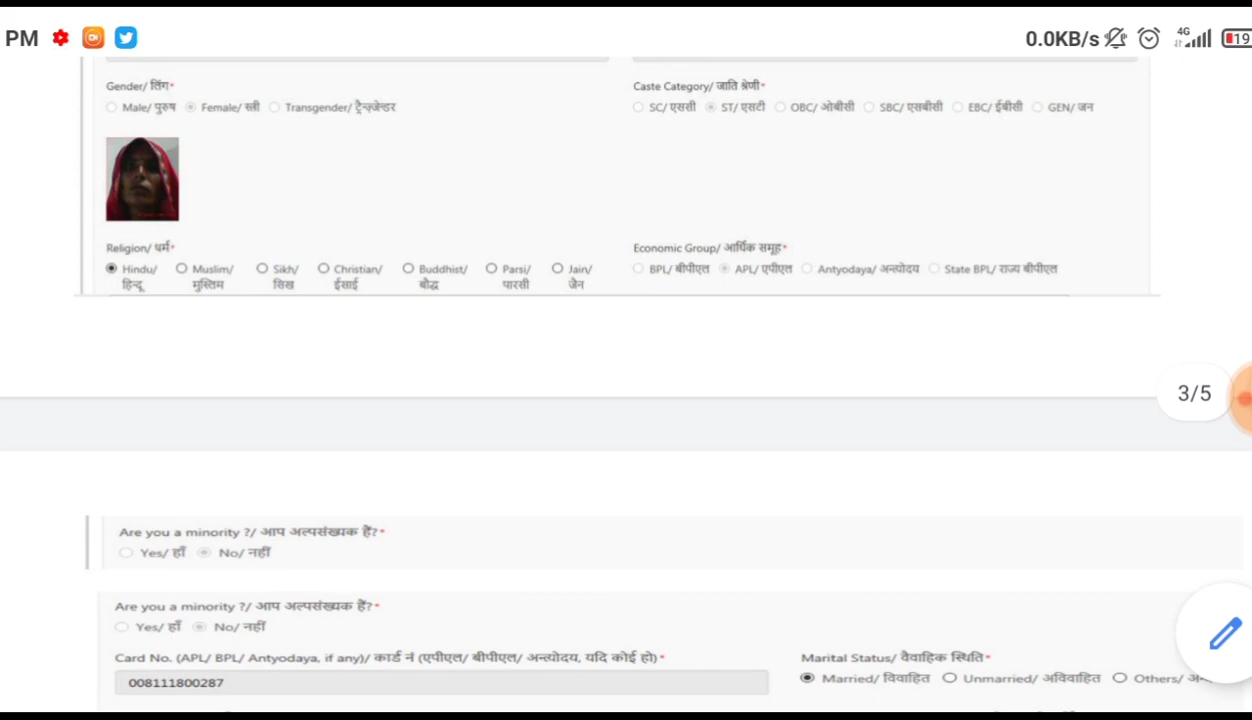 PM 0.0KB/s 4G 19
Gender/ लिंग* Caste Category/ जाति श्रेणी*
Male/ पुरुष Female/ स्त्री Transgender/ ट्रैन्ज़्जेन्डर SC/ एससी ST/ एसटी OBC/ ओबीसी SBC/ एसबीसी EBC/ ईबीसी GEN/ जन
Religion/ धर्म* Economic Group/ आर्थिक समूह*
Hindu/ हिन्दू Muslim/ मुस्लिम Sikh/ सिख Christian/ ईसाई Buddhist/ बौद्ध Parsi/ पारसी Jain/ जैन BPL/ बीपीएल APL/ एपीएल Antyodaya/ अन्त्योदय State BPL/ राज्य बीपीएल
3/5
Are you a minority ?/ आप अल्पसंख्यक हैं?*
Yes/ हाँ No/ नहीं
Are you a minority ?/ आप अल्पसंख्यक हैं?*
Yes/ हाँ No/ नहीं
Card No. (APL/ BPL/ Antyodaya, if any)/ कार्ड नं (एपीएल/ बीपीएल/ अन्त्योदय, यदि कोई हो)* Marital Status/ वैवाहिक स्थिति*
008111800287 Married/ विवाहित Unmarried/ अविवाहित Others/